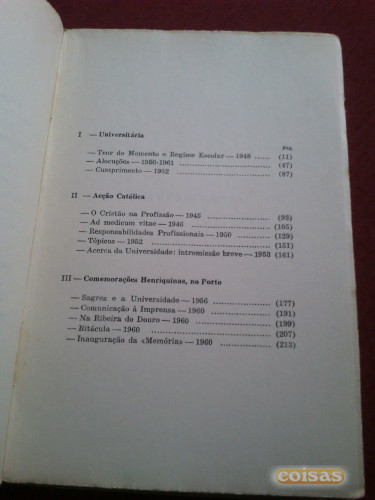 Pág.
I — Universitária
— Teor do Momento e Regime Escolar — 1948 (11)
— Alocuções — 1950-1961 (47)
— Cumprimento — 1952 (87)
II — Acção Católica
— O Cristão na Profissão — 1945 (93)
— Ad medicum vitae — 1946 (105)
— Responsabilidades Profissionais — 1950 (129)
— Tópicos — 1952 (151)
— Acerca da Universidade: intromissão breve — 1953 (161)
III — Comemorações Henriquinas, no Porto
— Sagres e a Universidade — 1956 (177)
— Comunicação à Imprensa — 1960 (191)
— Na Ribeira do Douro — 1960 (199)
— Bitácula — 1960 (207)
— Inauguração da «Memória» — 1960 (213)
coisas